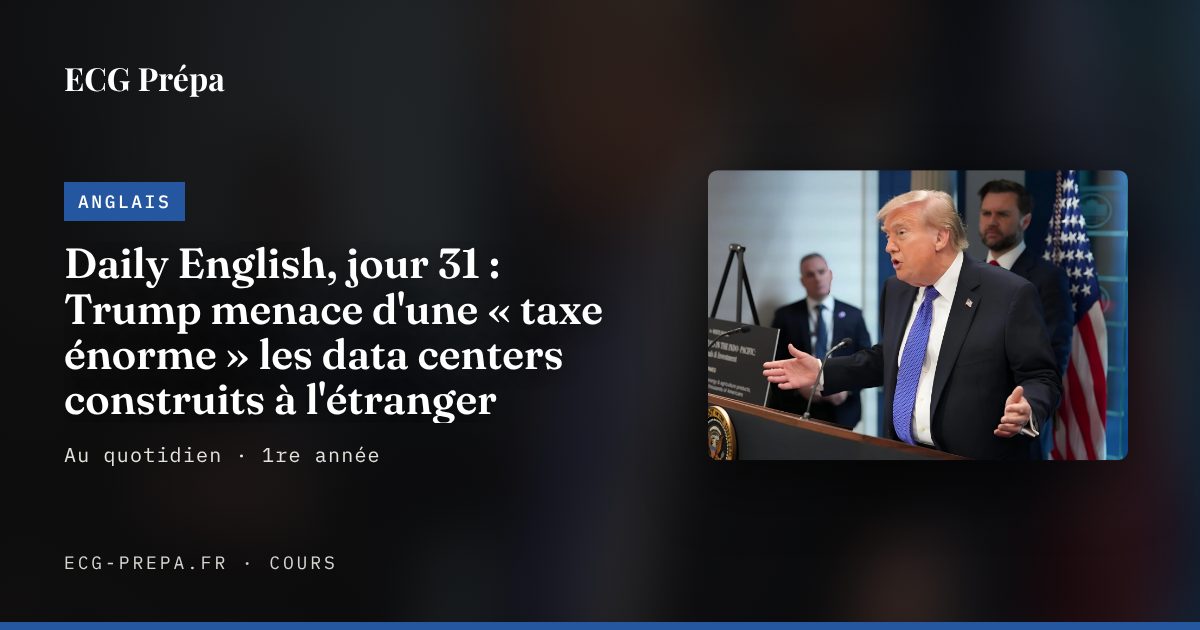 ECG Prépa
ANGLAIS
Daily English, jour 31 :
Trump menace d'une « taxe
énorme » les data centers
construits à l'étranger
Au quotidien · 1re année
ECG-PREPA.FR · COURS